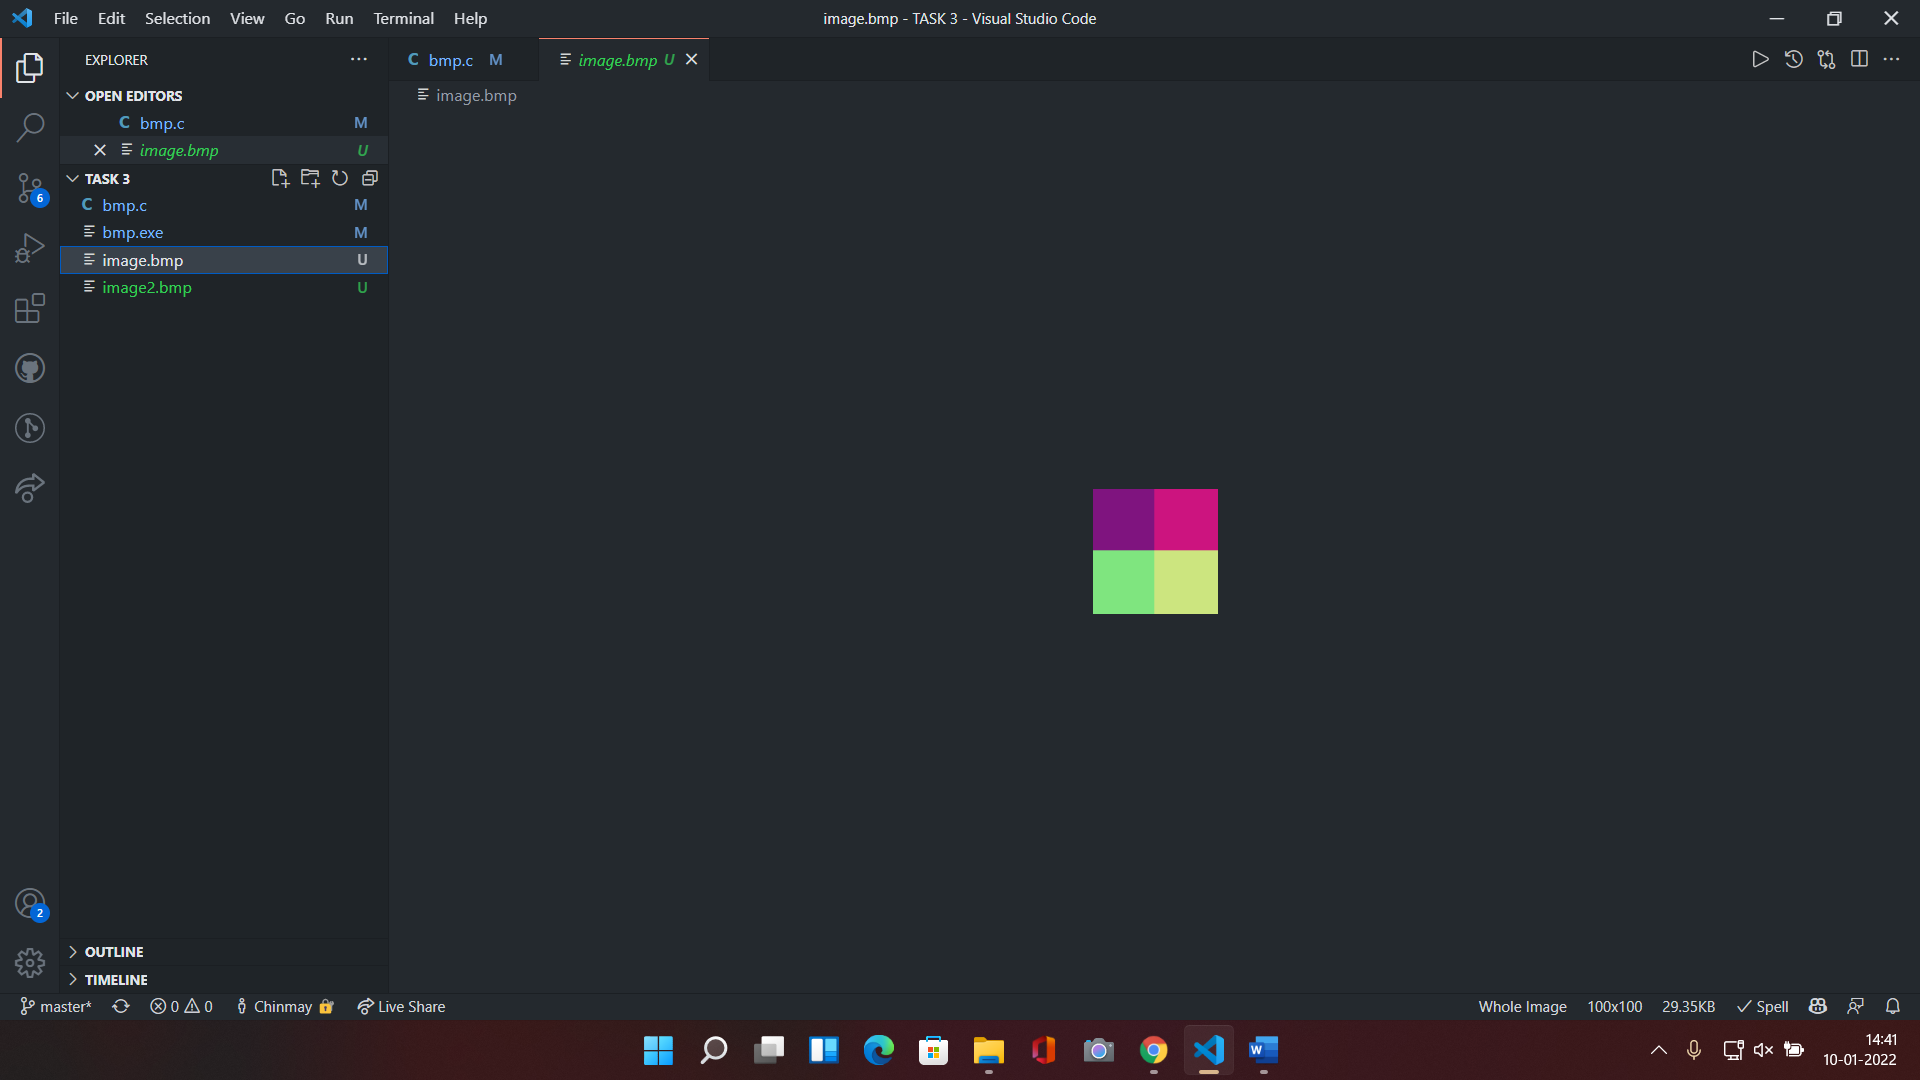 File Edit Selection View Go Run Terminal Help
image.bmp - TASK 3 - Visual Studio Code
EXPLORER
C bmp.c M
image.bmp U
image.bmp
OPEN EDITORS
C bmp.c M
image.bmp U
TASK 3
C bmp.c M
bmp.exe M
image.bmp U
image2.bmp U
6
2
OUTLINE
TIMELINE
master* 0 0 Chinmay Live Share
Whole Image 100x100 29.35KB Spell
W
14:41
10-01-2022